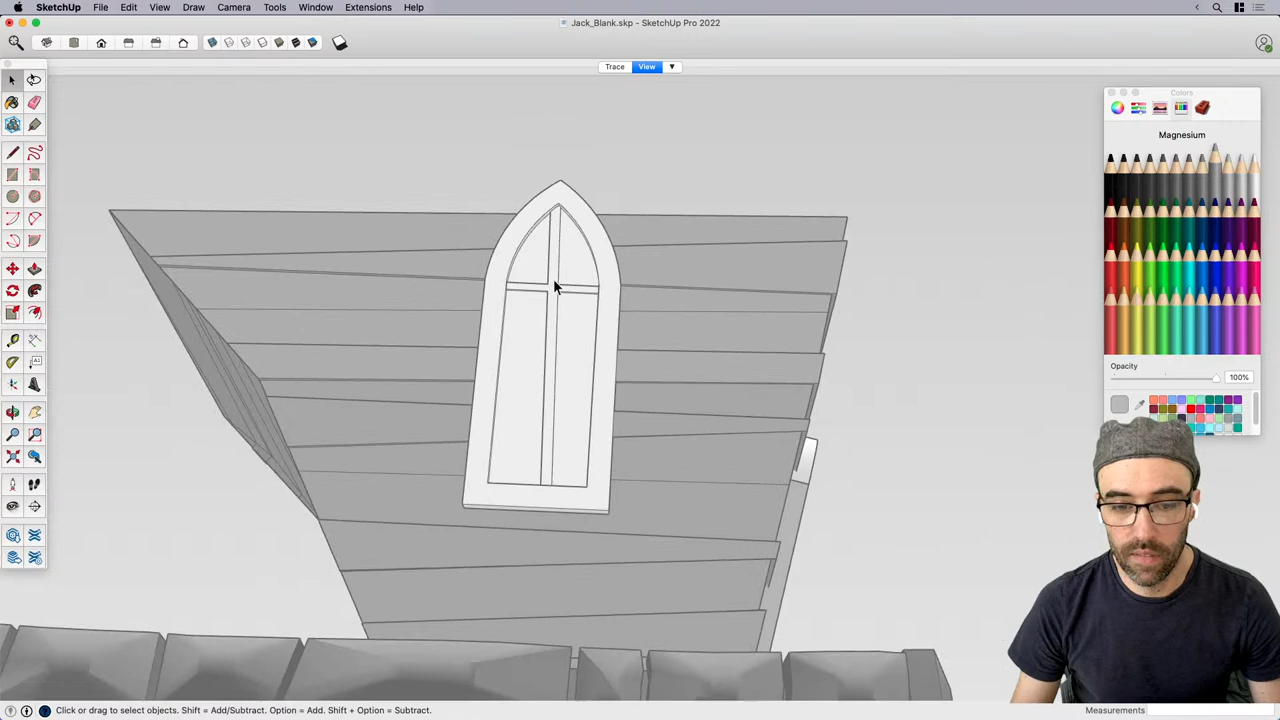 SketchUp File Edit View Draw Camera Tools Window Extensions Help
Jack_Blank.skp - SketchUp Pro 2022
Trace View
Colors
Magnesium
Opacity
100%
Click or drag to select objects. Shift = Add/Subtract. Option = Add. Shift + Option = Subtract.
Measurements